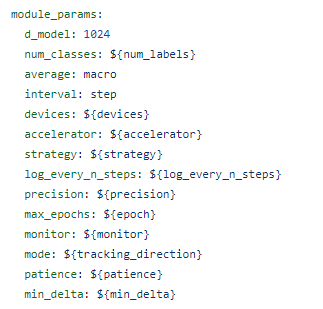 module_params:
  d_model: 1024
  num_classes: ${num_labels}
  average: macro
  interval: step
  devices: ${devices}
  accelerator: ${accelerator}
  strategy: ${strategy}
  log_every_n_steps: ${log_every_n_steps}
  precision: ${precision}
  max_epochs: ${epoch}
  monitor: ${monitor}
  mode: ${tracking_direction}
  patience: ${patience}
  min_delta: ${min_delta}